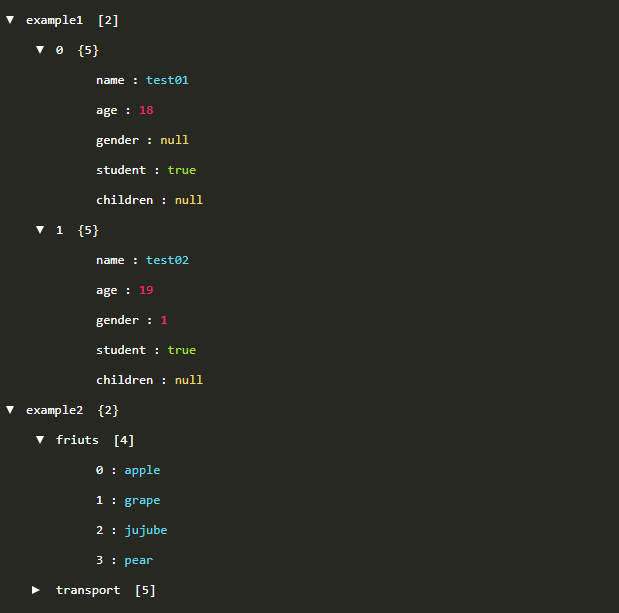 ▼ example1 [2]
▼ 0 {5}
name : test01
age : 18
gender : null
student : true
children : null
▼ 1 {5}
name : test02
age : 19
gender : 1
student : true
children : null
▼ example2 {2}
▼ friuts [4]
0 : apple
1 : grape
2 : jujube
3 : pear
▶ transport [5]